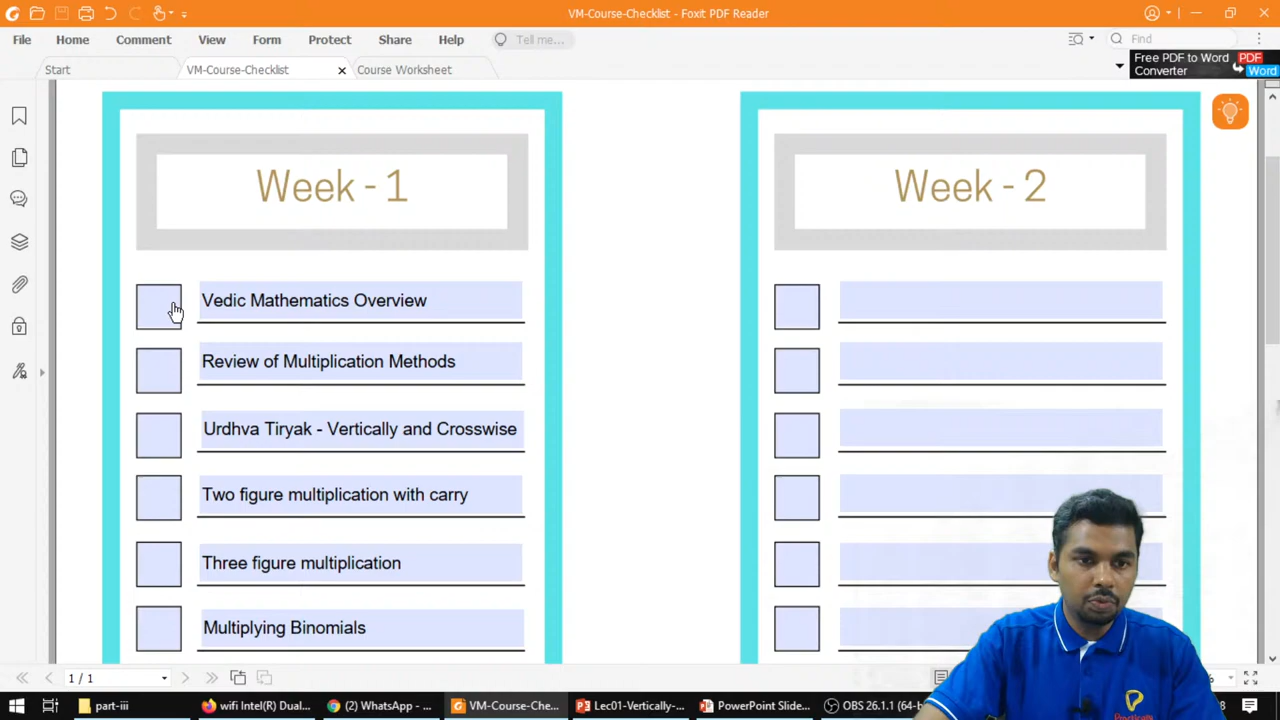 VM-Course-Checklist - Foxit PDF Reader
File Home Comment View Form Protect Share Help Tell me... Find
Start VM-Course-Checklist Course Worksheet
Free PDF to Word Converter PDF Word
Week - 1
Vedic Mathematics Overview
Review of Multiplication Methods
Urdhva Tiryak - Vertically and Crosswise
Two figure multiplication with carry
Three figure multiplication
Multiplying Binomials
Week - 2
1 / 1
part-iii wifi Intel(R) Dual... (2) WhatsApp - ... VM-Course-Che... Lec01-Vertically-... PowerPoint Slide... OBS 26.1.1 (64-b